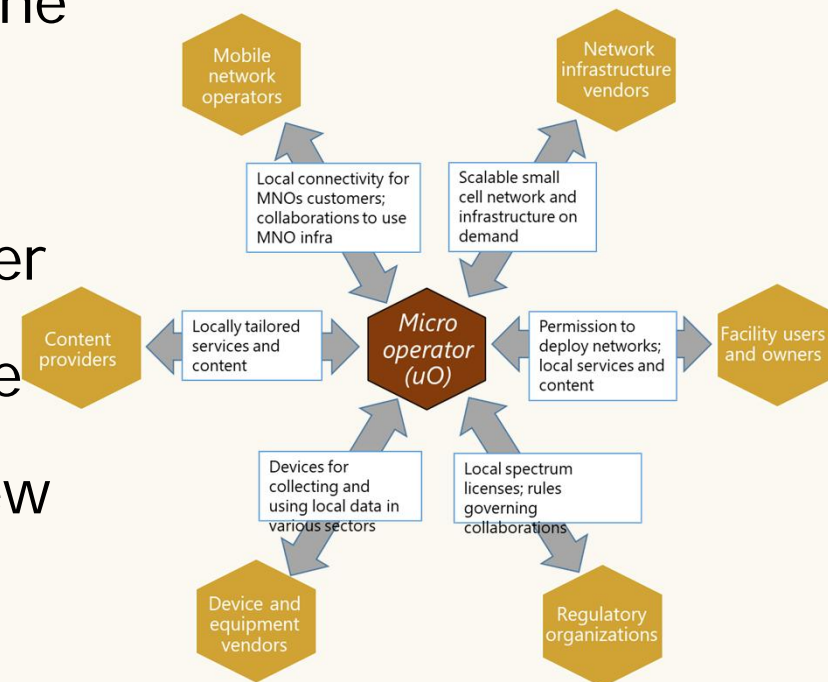 Mobile
network
operators
Network
infrastructure
vendors
Local connectivity for
MNOs customers;
collaborations to use
MNO infra
Scalable small
cell network and
infrastructure on
demand
Content
providers
Locally tailored
services and
content
Micro
operator
(uO)
Permission to
deploy networks;
local services and
content
Facility users
and owners
Devices for
collecting and
using local data in
various sectors
Local spectrum
licenses; rules
governing
collaborations
Device and
equipment
vendors
Regulatory
organizations